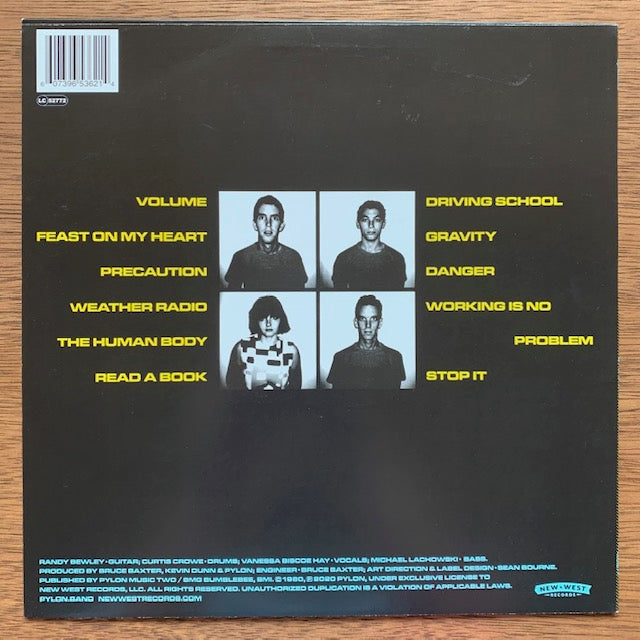 6 07396 53621 4
LC 52772
VOLUME
FEAST ON MY HEART
PRECAUTION
WEATHER RADIO
THE HUMAN BODY
READ A BOOK
DRIVING SCHOOL
GRAVITY
DANGER
WORKING IS NO
PROBLEM
STOP IT
RANDY BEWLEY • GUITAR; CURTIS CROWE • DRUMS; VANESSA BISCOE HAY • VOCALS; MICHAEL LACHOWSKI • BASS.
PRODUCED BY BRUCE BAXTER, KEVIN DUNN & PYLON; ENGINEER • BRUCE BAXTER; ART DIRECTION & LABEL DESIGN • SEAN BOURNE.
PUBLISHED BY PYLON MUSIC TWO / BMG BUMBLEBEE, BMI. © 1980, ℗ 2020 PYLON, UNDER EXCLUSIVE LICENSE TO
NEW WEST RECORDS, LLC. ALL RIGHTS RESERVED. UNAUTHORIZED DUPLICATION IS A VIOLATION OF APPLICABLE LAWS.
PYLON.BAND NEWWESTRECORDS.COM
NEW WEST
RECORDS